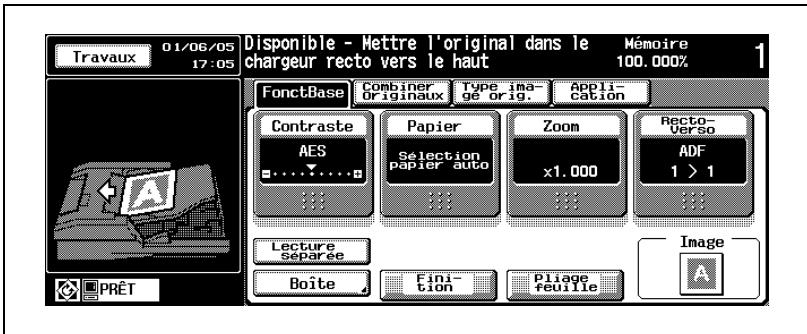 Travaux
01/06/05
17:05
Disponible - Mettre l'original dans le
chargeur recto vers le haut
Mémoire
100.000%
1
FonctBase
Combiner
Originaux
Type ima-
ge orig.
Appli-
cation
Contraste
Papier
Zoom
Recto-
Verso
AES
Sélection
papier auto
x1.000
ADF
1 > 1
Lecture
séparée
Image
Boîte
Fini-
tion
Pliage
feuille
A
A
PRÊT